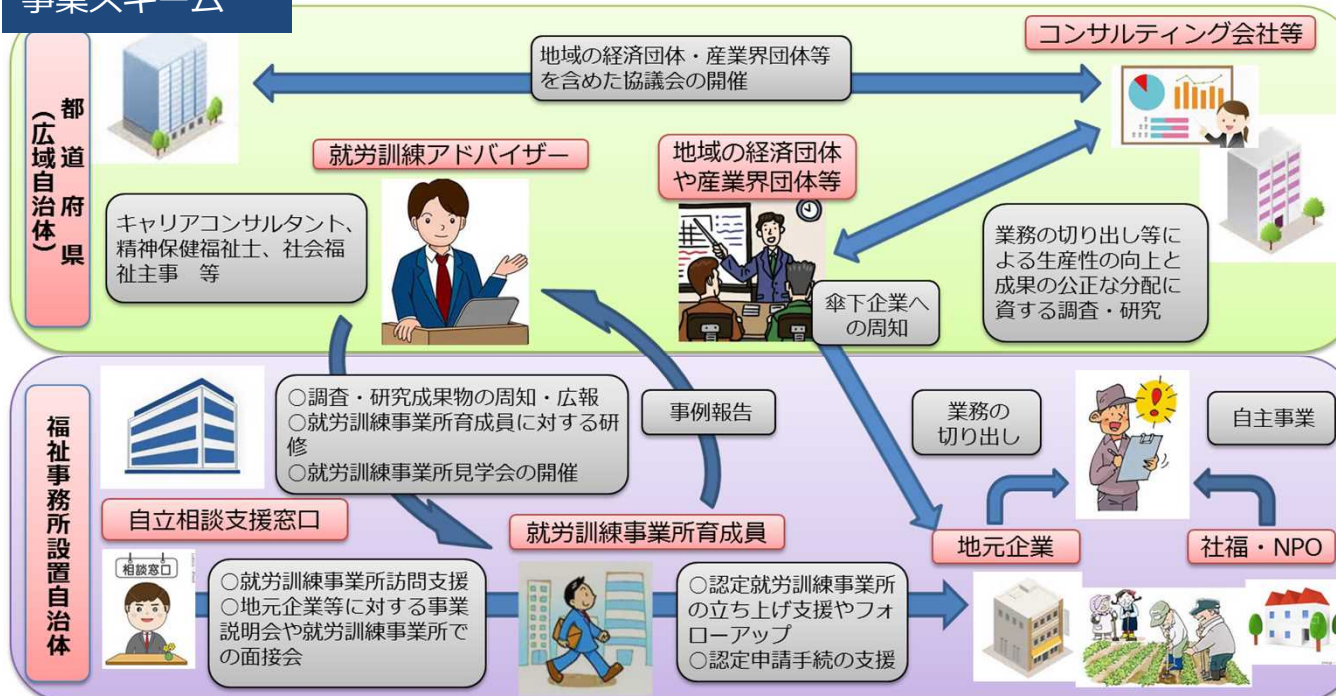 事業スキーム
都道府県
(広域自治体)
地域の経済団体・産業界団体等
を含めた協議会の開催
コンサルティング会社等
就労訓練アドバイザー
地域の経済団体
や産業界団体等
キャリアコンサルタント、
精神保健福祉士、社会福
祉主事　等
業務の切り出し等に
よる生産性の向上と
成果の公正な分配に
資する調査・研究
傘下企業へ
の周知
福祉事務所設置自治体
○調査・研究成果物の周知・広報
○就労訓練事業所育成員に対する研
修
○就労訓練事業所見学会の開催
事例報告
業務の
切り出し
自主事業
自立相談支援窓口
就労訓練事業所育成員
地元企業
社福・NPO
相談窓口
○就労訓練事業所訪問支援
○地元企業等に対する事業
説明会や就労訓練事業所で
の面接会
○認定就労訓練事業所
の立ち上げ支援やフォ
ローアップ
○認定申請手続の支援